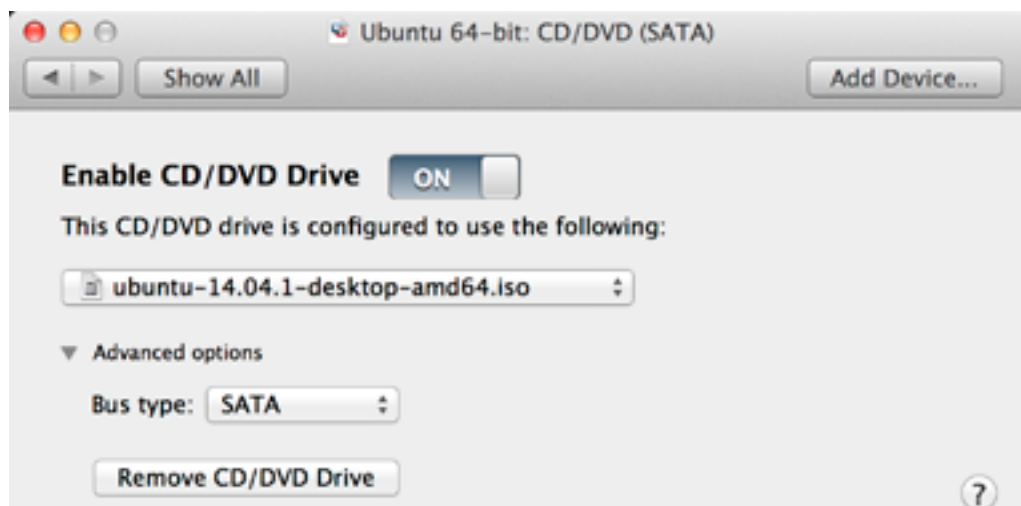 Ubuntu 64-bit: CD/DVD (SATA)
Show All
Add Device...
Enable CD/DVD Drive ON
This CD/DVD drive is configured to use the following:
ubuntu-14.04.1-desktop-amd64.iso
Advanced options
Bus type: SATA
Remove CD/DVD Drive
?